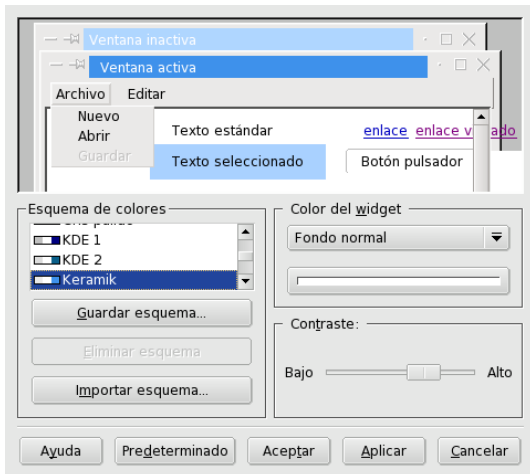 Ventana inactiva
Ventana activa
Archivo Editar
Nuevo
Abrir
Guardar
Texto estándar enlace enlace v ado
Texto seleccionado Botón pulsador
Esquema de colores
KDE 1
KDE 2
Keramik
Guardar esquema...
Eliminar esquema
Importar esquema...
Color del widget
Fondo normal
Contraste:
Bajo Alto
Ayuda Predeterminado Aceptar Aplicar Cancelar